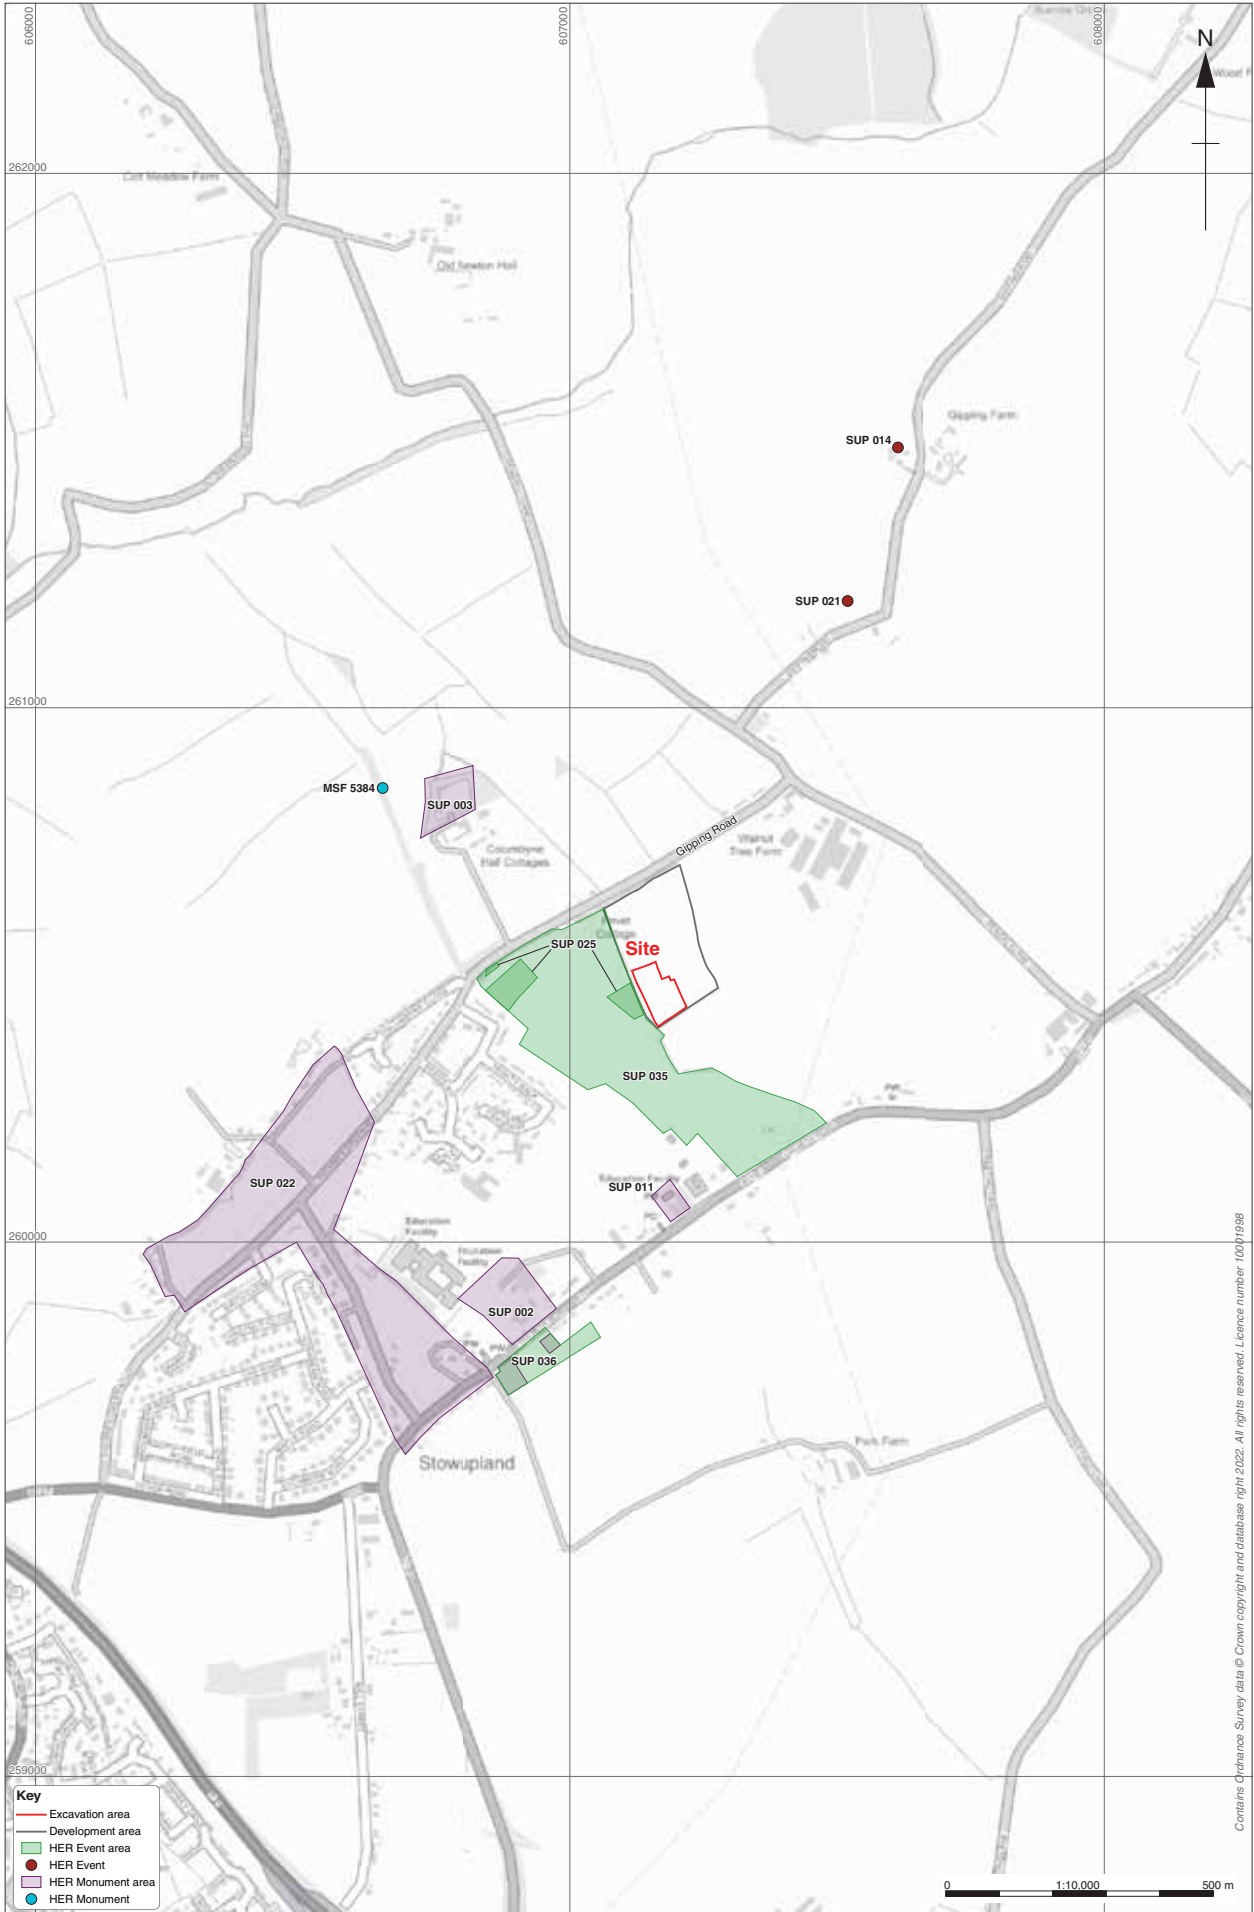 606000
607000
608000
N
262000
Old Newton Hall
Gipping Farm
SUP 014
SUP 021
261000
MSF 5384
SUP 003
Columbyne
Hall Cottages
Gipping Road
Walnut
Tree Farm
SUP 025
Site
SUP 035
SUP 022
Education Facility
SUP 011
260000
Education
Facility
SUP 002
PW
SUP 036
Stowupland
Park Farm
259000
Key
Excavation area
Development area
HER Event area
HER Event
HER Monument area
HER Monument
0 1:10,000 500 m
Contains Ordnance Survey data © Crown copyright and database right 2022. All rights reserved. Licence number 10001998